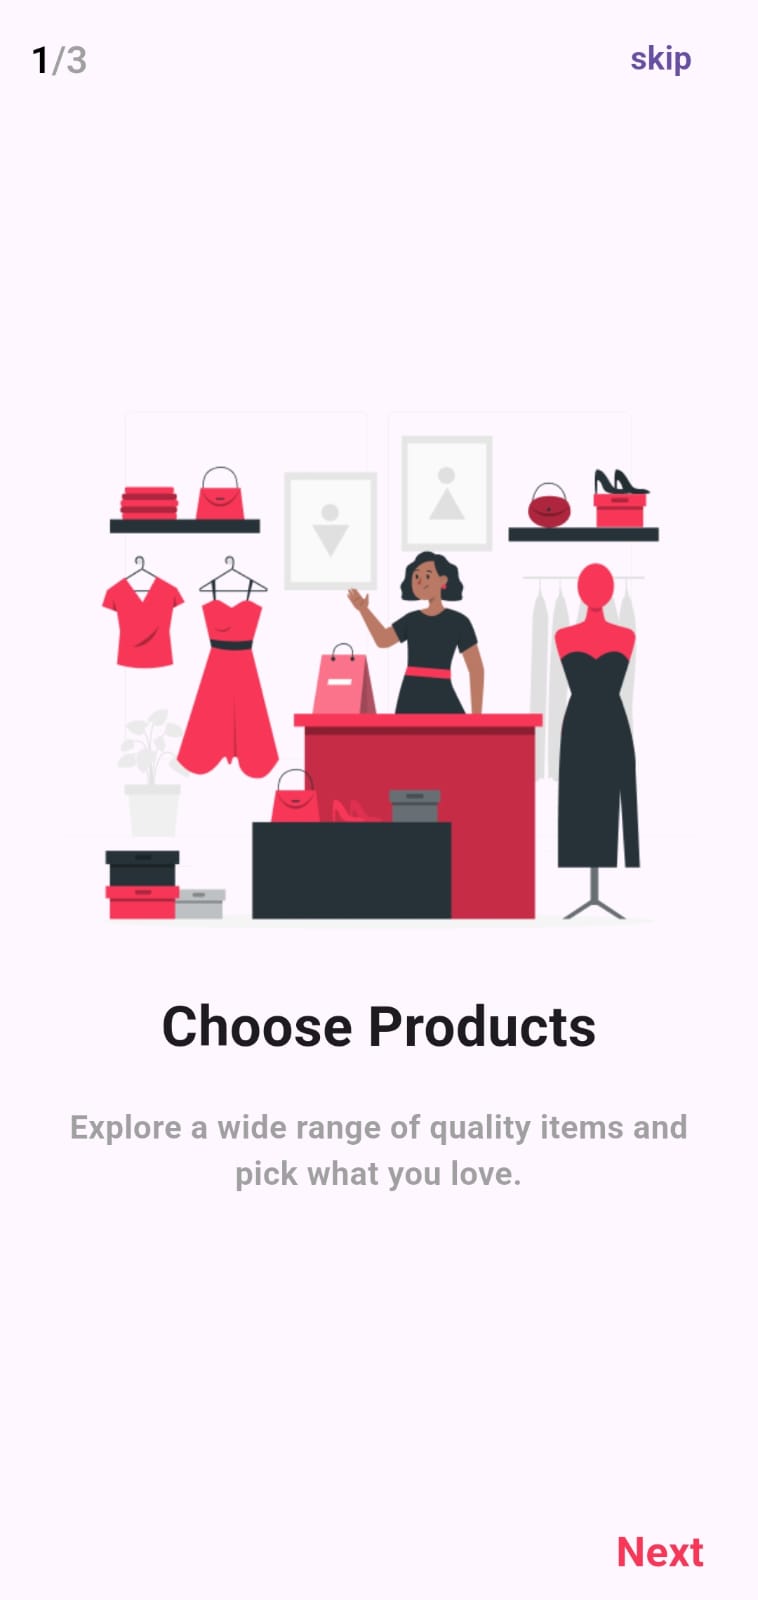 1/3
skip
Choose Products
Explore a wide range of quality items and
pick what you love.
Next